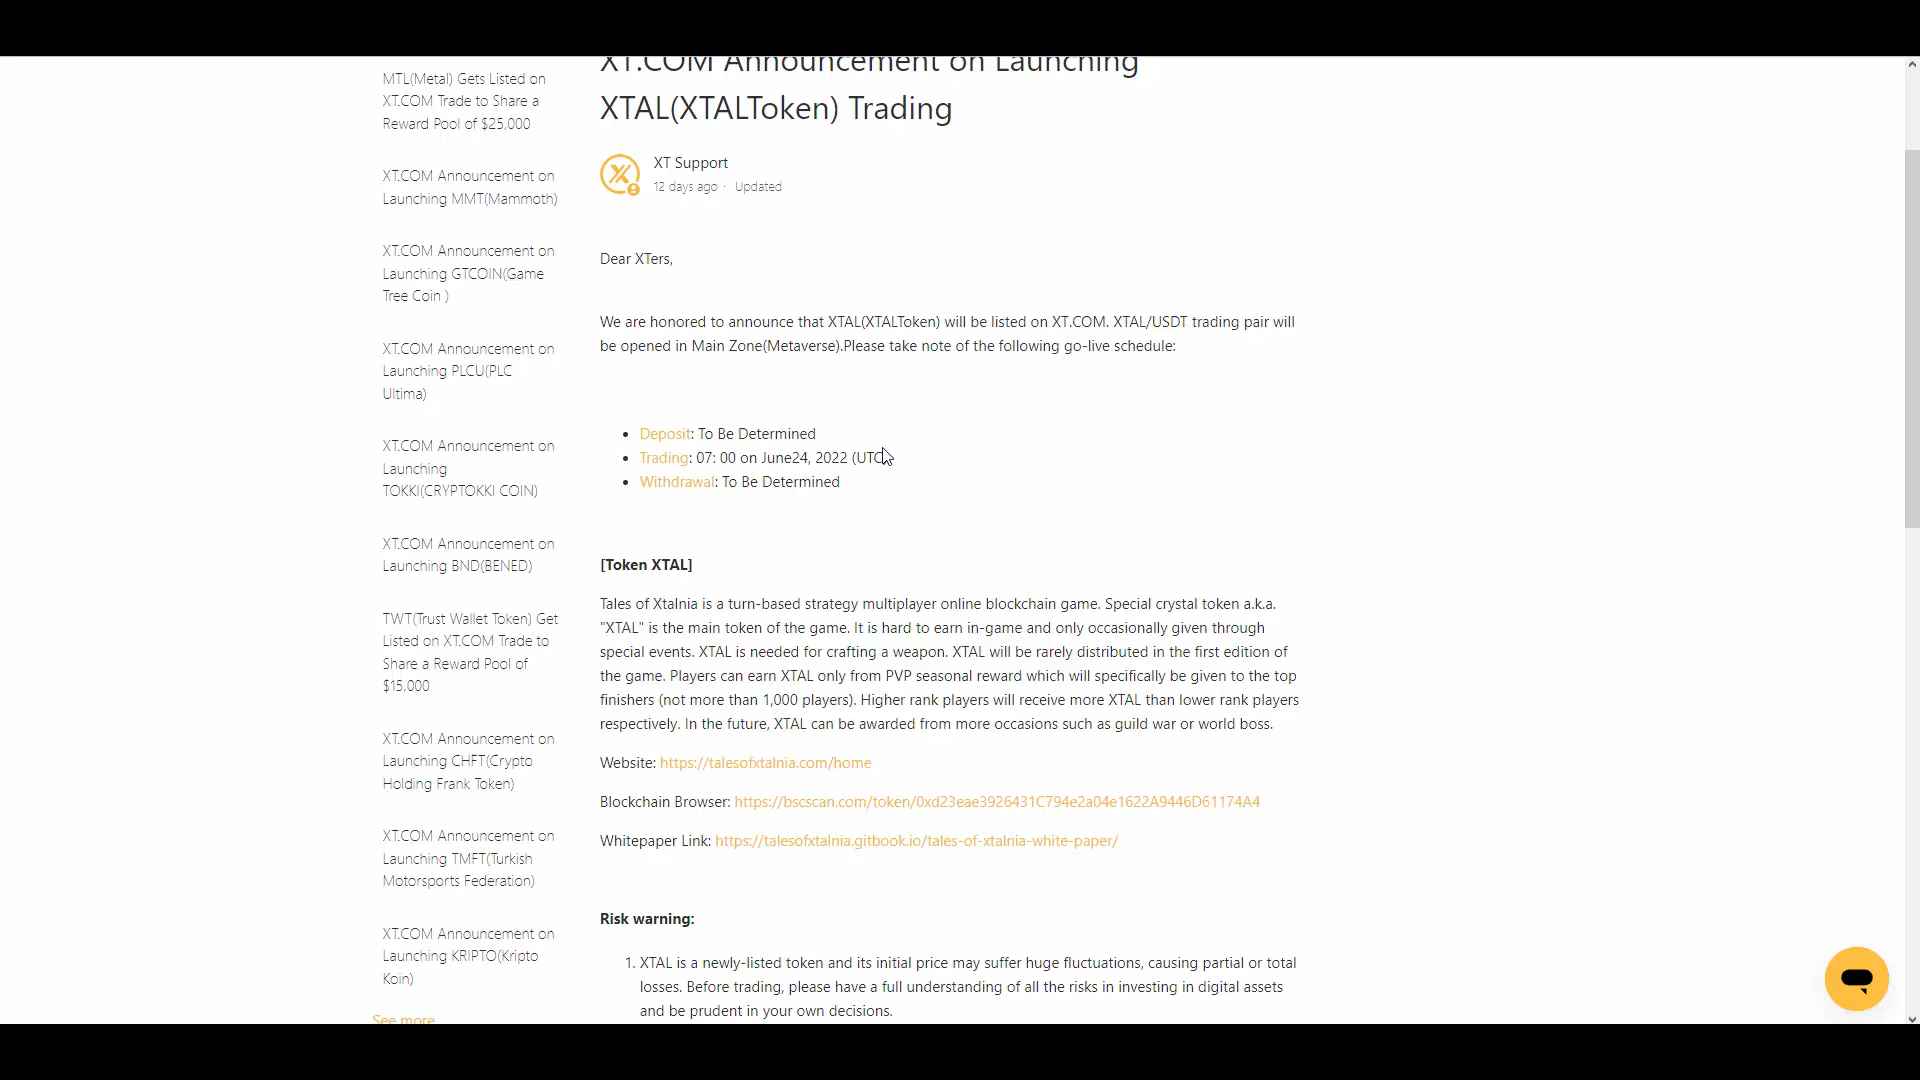 MTL(Metal) Gets Listed on
XT.COM Trade to Share a
Reward Pool of $25,000
XT.COM Announcement on
Launching MMT(Mammoth)
XT.COM Announcement on
Launching GTCOIN(Game
Tree Coin )
XT.COM Announcement on
Launching PLCU(PLC
Ultima)
XT.COM Announcement on
Launching
TOKKI(CRYPTOKKI COIN)
XT.COM Announcement on
Launching BND(BENED)
TWT(Trust Wallet Token) Get
Listed on XT.COM Trade to
Share a Reward Pool of
$15,000
XT.COM Announcement on
Launching CHFT(Crypto
Holding Frank Token)
XT.COM Announcement on
Launching TMFT(Turkish
Motorsports Federation)
XT.COM Announcement on
Launching KRIPTO(Kripto
Koin)
See more
XT.COM Announcement on Launching
XTAL(XTALToken) Trading
XT Support
12 days ago · Updated
Dear XTers,
We are honored to announce that XTAL(XTALToken) will be listed on XT.COM. XTAL/USDT trading pair will
be opened in Main Zone(Metaverse).Please take note of the following go-live schedule:
• Deposit: To Be Determined
• Trading: 07: 00 on June24, 2022 (UTC)
• Withdrawal: To Be Determined
[Token XTAL]
Tales of Xtalnia is a turn-based strategy multiplayer online blockchain game. Special crystal token a.k.a.
"XTAL" is the main token of the game. It is hard to earn in-game and only occasionally given through
special events. XTAL is needed for crafting a weapon. XTAL will be rarely distributed in the first edition of
the game. Players can earn XTAL only from PVP seasonal reward which will specifically be given to the top
finishers (not more than 1,000 players). Higher rank players will receive more XTAL than lower rank players
respectively. In the future, XTAL can be awarded from more occasions such as guild war or world boss.
Website: https://talesofxtalnia.com/home
Blockchain Browser: https://bscscan.com/token/0xd23eae3926431C794e2a04e1622A9446D61174A4
Whitepaper Link: https://talesofxtalnia.gitbook.io/tales-of-xtalnia-white-paper/
Risk warning:
1. XTAL is a newly-listed token and its initial price may suffer huge fluctuations, causing partial or total
losses. Before trading, please have a full understanding of all the risks in investing in digital assets
and be prudent in your own decisions.